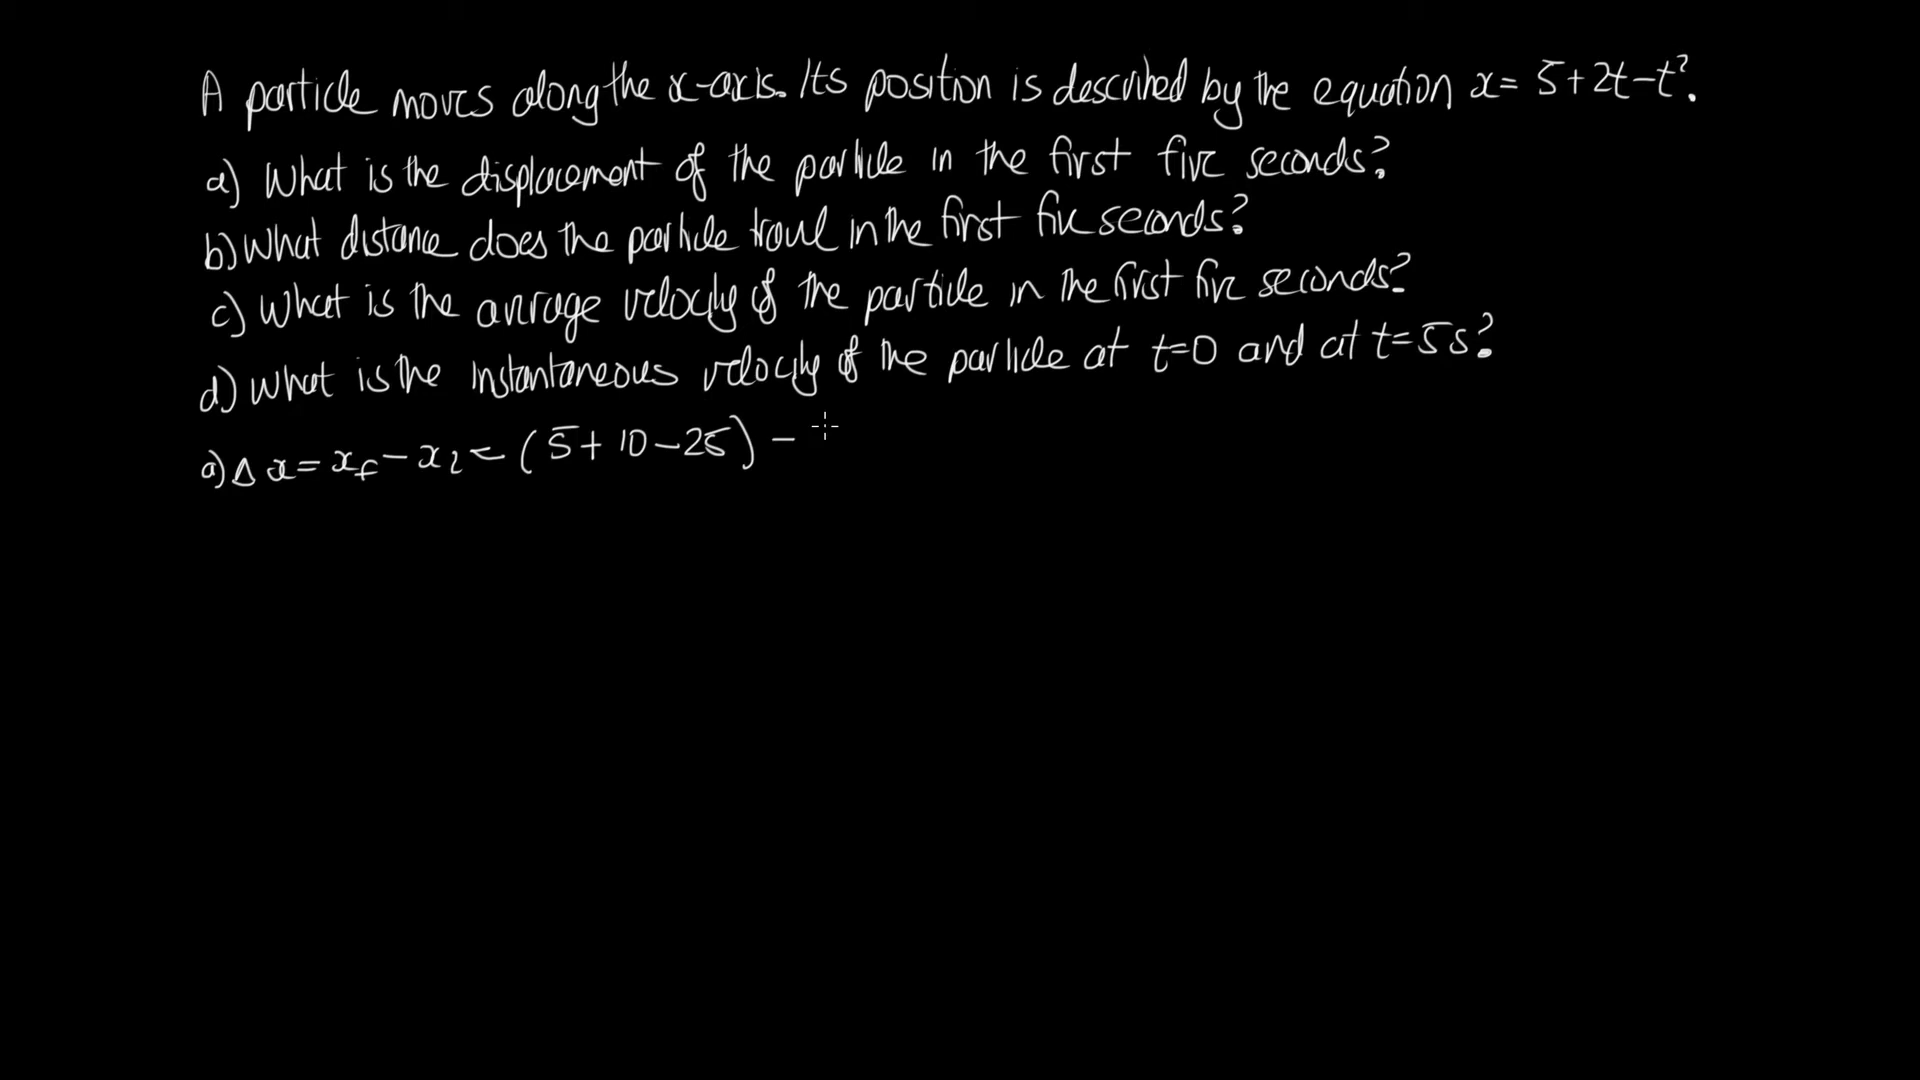 A particle moves along the x-axis. Its position is described by the equation x = 5+2t-t².
a) What is the displacement of the particle in the first five seconds?
b) What distance does the particle travel in the first five seconds?
c) What is the average velocity of the particle in the first five seconds?
d) What is the instantaneous velocity of the particle at t=0 and at t=5s?
a) Δx = x_f - x_i = (5+10-25) -